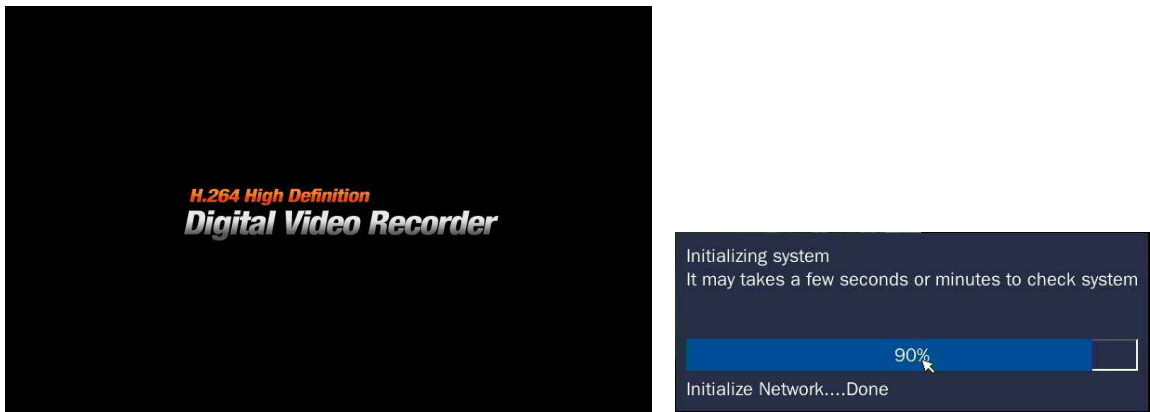 H.264 High Definition
Digital Video Recorder
Initializing system
It may takes a few seconds or minutes to check system
90%
Initialize Network....Done